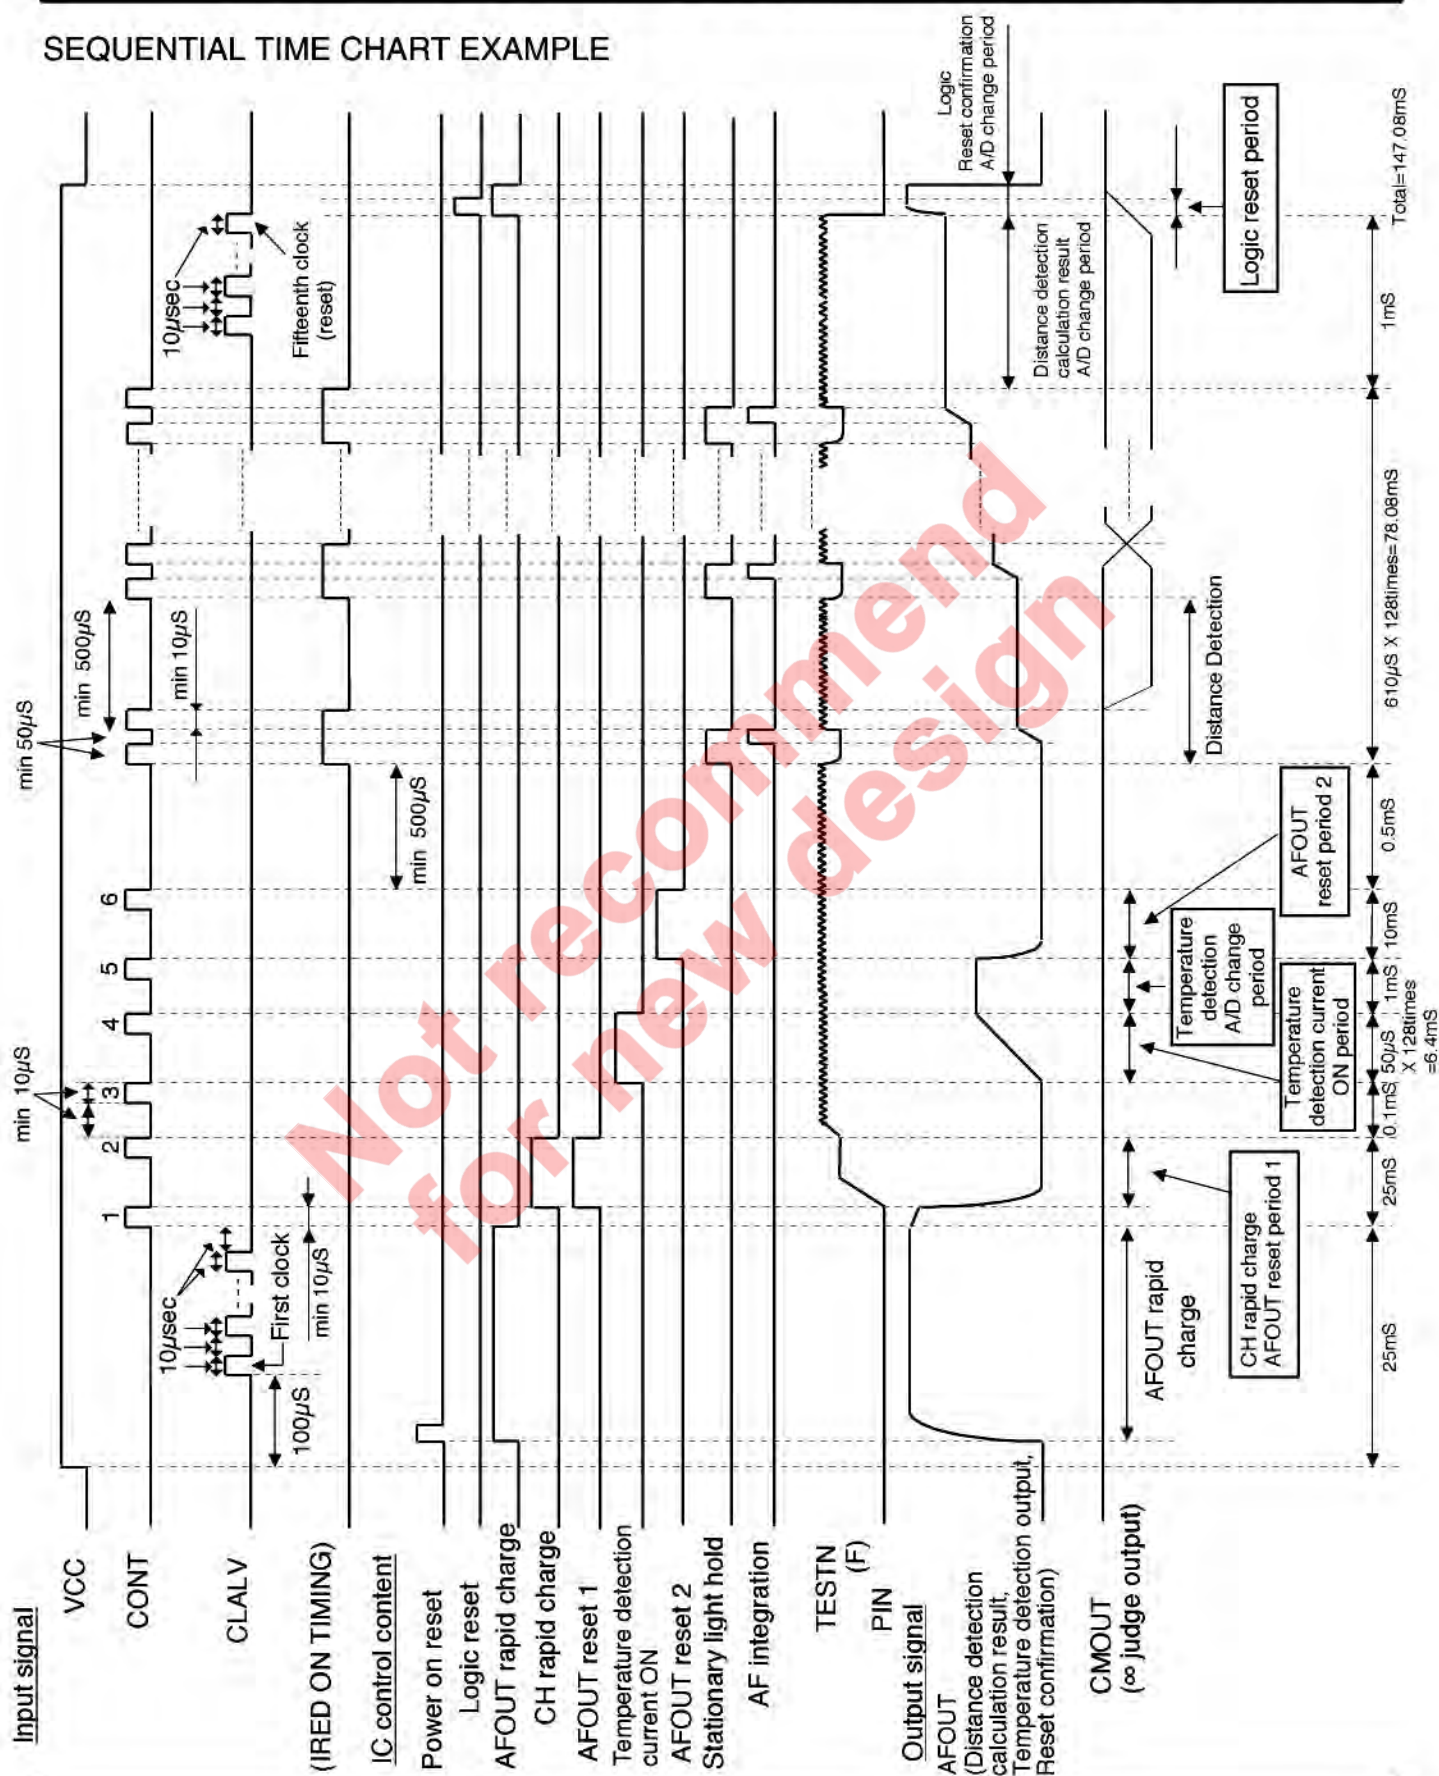 SEQUENTIAL TIME CHART EXAMPLE
Input signal
VCC
CONT
CLALV
(IRED ON TIMING)
IC control content
Power on reset
Logic reset
AFOUT rapid charge
CH rapid charge
AFOUT reset 1
Temperature detection
current ON
AFOUT reset 2
Stationary light hold
AF integration
TESTN
(F)
PIN
Output signal
AFOUT
(Distance detection
calculation result,
Temperature detection output,
Reset confirmation)
CMOUT
(∞ judge output)
min 10µS
min 50µS
1
2
3
4
5
6
min 500µS
min 10µS
100µS
10µsec
First clock
min 10µS
min 500µS
10µsec
Fifteenth clock
(reset)
Logic
Reset confirmation
A/D change period
Distance detection
calculation result
A/D change period
Logic reset period
Distance Detection
AFOUT rapid
charge
CH rapid charge
AFOUT reset period 1
Temperature
detection current
ON period
Temperature
detection
A/D change
period
AFOUT
reset period 2
25mS
25mS
0.1mS
50µS
X 128times
=6.4mS
1mS
10mS
0.5mS
610µS X 128times=78.08mS
1mS
Total=147.08mS
Not recommend
for new design